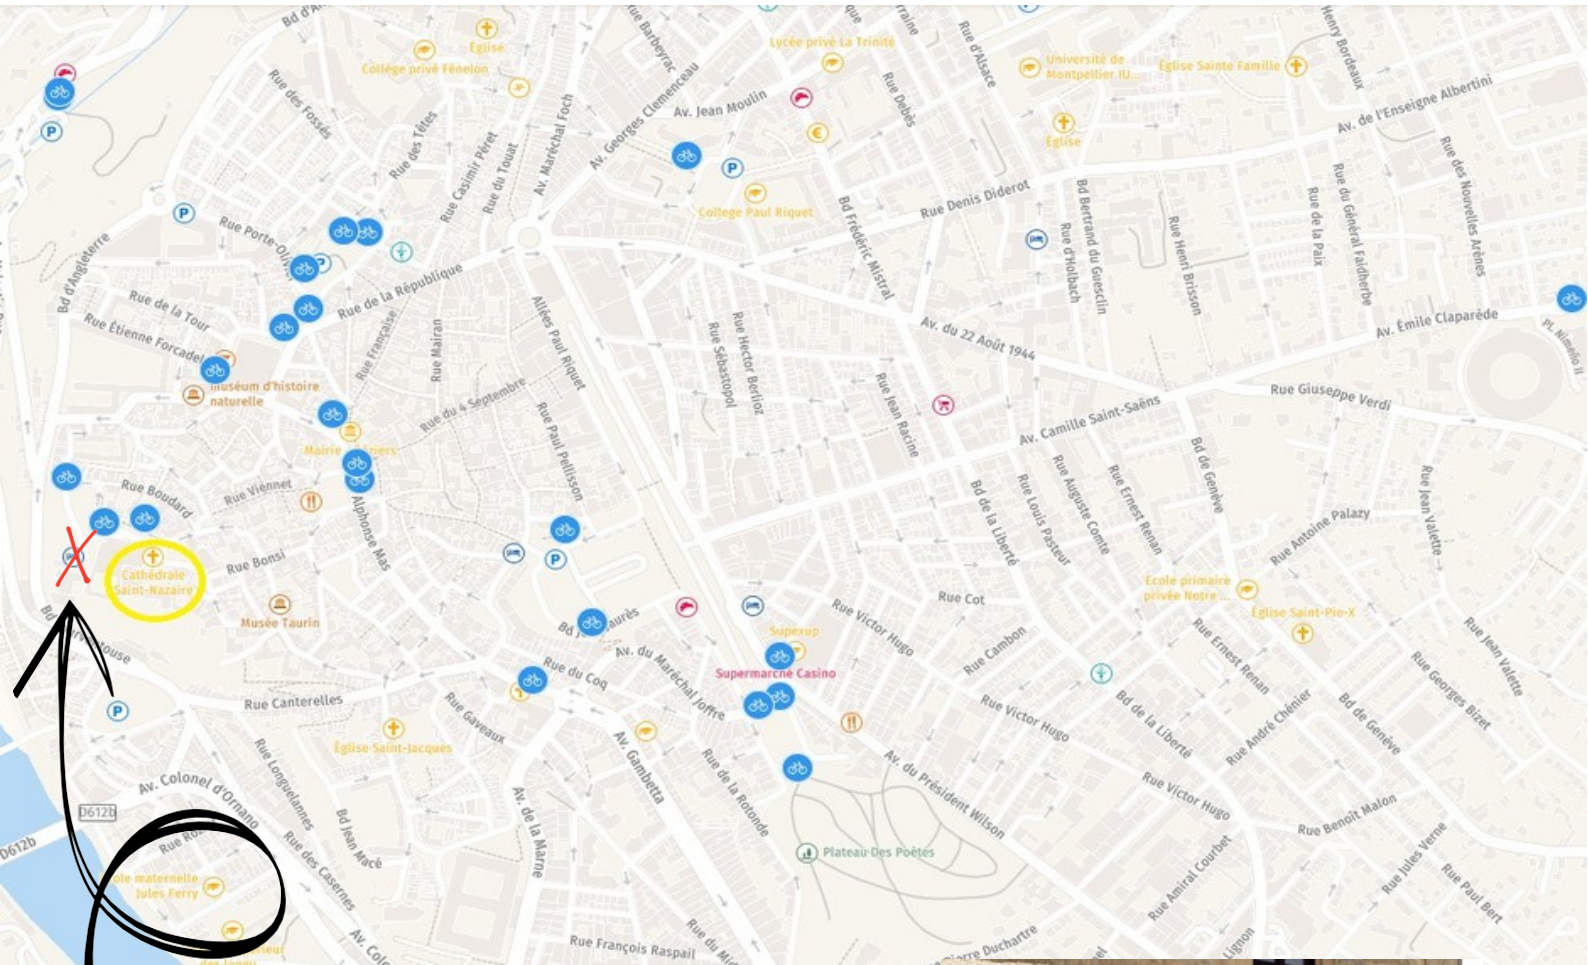 Rue Barbeyrac
Lycée privé La Trinité
Rue d'Alsace
Henry Bordeaux
Église
Collège privé Fénelon
Université de
Montpellier IU...
Église Sainte Famille
Rue des Fossés
Av. Maréchal Foch
Av. Georges Clemenceau
Av. Jean Moulin
Rue Debès
Av. de l'Enseigne Albertini
P
Rue des Têtes
Rue Casimir Péret
Rue du Touat
€
Église
Rue des Nouvelles Arènes
P
College Paul Riquet
Rue Denis Diderot
Bd Frédéric Mistral
Bd Bertrand du Guesclin
Rue d'Holbach
Rue Henri Brisson
Rue de la Paix
Rue du Général Faidherbe
P
Bd d'Angleterre
Rue de la République
Rue de la Tour
Rue Étienne Forcadel
Rue Française
Rue Mairan
Allées Paul Riquet
Rue Sébastopol
Rue Hector Berlioz
Av. du 22 Août 1944
Av. Émile Claparède
PL. Nimeño II
muséum d'histoire
naturelle
Rue du 4 Septembre
Rue Paul Pellisson
Rue Jean Racine
Av. Camille Saint-Saëns
Rue Giuseppe Verdi
Mairie
Rue Boudard
Rue Viennet
Alphonse Mas
Bd de la Liberté
Rue Louis Pasteur
Rue Auguste Comte
Rue Ernest Renan
Bd de Genève
Rue Antoine Palazy
Rue Jean Valette
Cathédrale
Saint-Nazaire
Rue Bonsi
P
Musée Taurin
Rue Cot
École primaire
privée Notre ...
Église Saint-Pie-X
Supexup
Supermarché Casino
Rue Victor Hugo
Rue Cambon
Rue Ernest Renan
Rue Jean Valette
Rue du Coq
Av. du Maréchal Joffre
Rue Canterelles
P
Rue Gaveaux
Église Saint-Jacques
Rue Victor Hugo
Bd de la Liberté
Rue André Chénier
Bd de Genève
Rue Georges Bizet
Rue Longuelannes
Av. Gambetta
Rue de la Rotonde
Av. du Président Wilson
Rue Victor Hugo
Av. Colonel d'Ornano
D612b
D612b
Bd Jean Macé
Av. de la Marne
Rue Benoît Malon
Plateau Des Poètes
Rue des Casernes
Rue Amiral Courbet
Rue Jules Verne
Rue Paul Bert
maternelle
Jules Ferry
Rue François Raspail